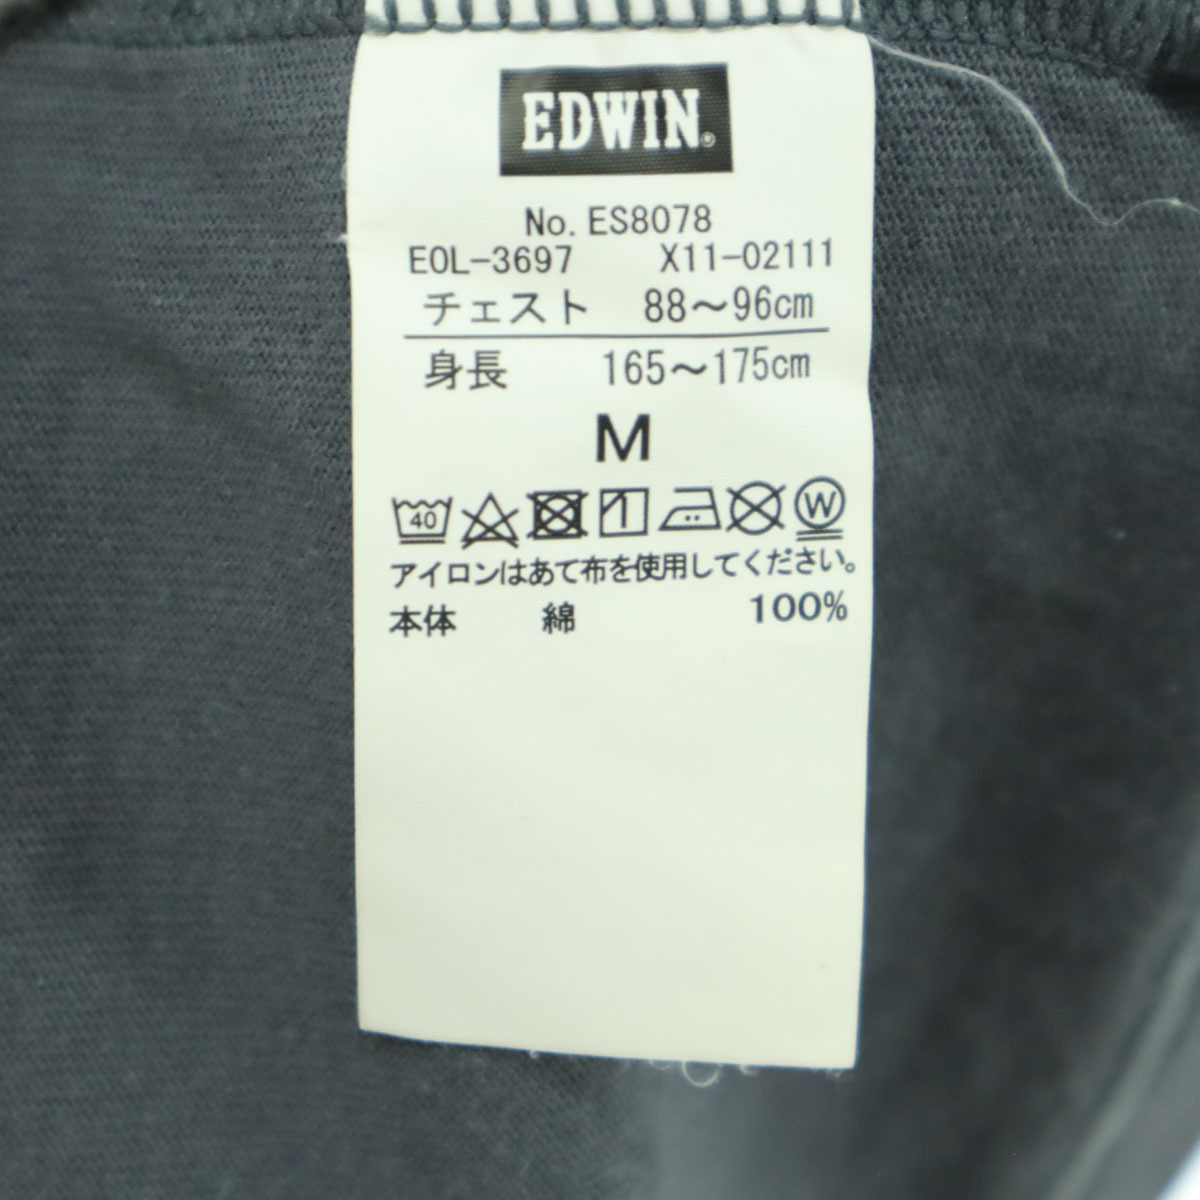 EDWIN®
No. ES8078
EOL-3697 X11-02111
チェスト 88～96cm
身長 165～175cm
M
40 W
アイロンはあて布を使用してください。
本体 綿 100%